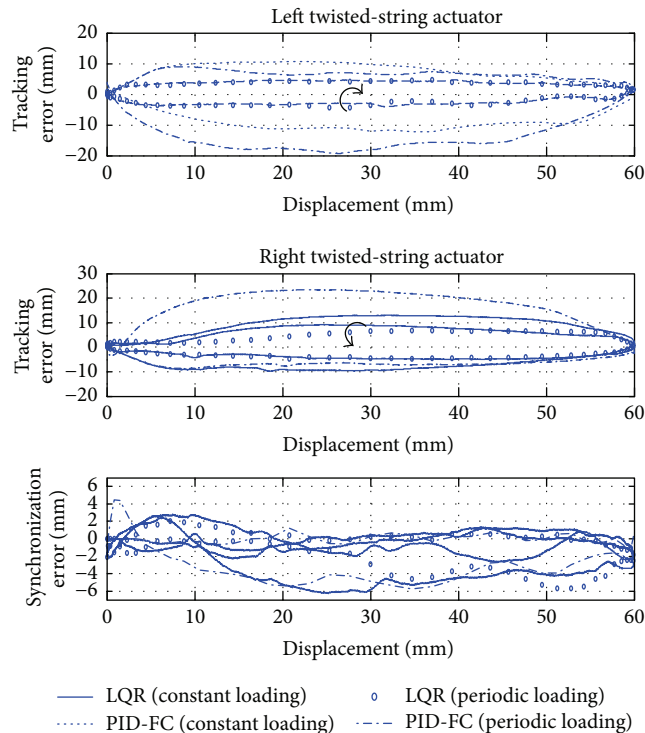 Left twisted-string actuator
20
10
0
−10
−20
Tracking
error (mm)
0 10 20 30 40 50 60
Displacement (mm)
Right twisted-string actuator
30
20
10
0
−10
−20
Tracking
error (mm)
0 10 20 30 40 50 60
Displacement (mm)
6
4
2
0
−2
−4
−6
Synchronization
error (mm)
0 10 20 30 40 50 60
Displacement (mm)
LQR (constant loading)
PID-FC (constant loading)
LQR (periodic loading)
PID-FC (periodic loading)